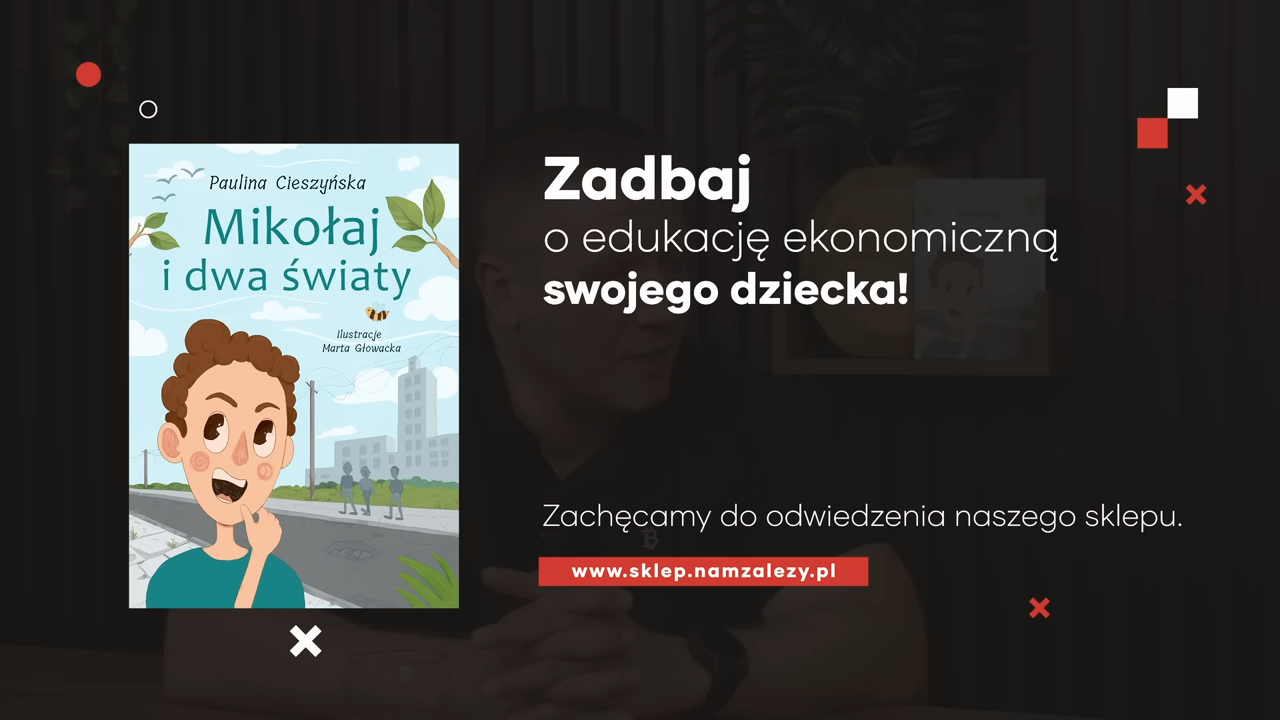 Paulina Cieszyńska
Mikołaj
i dwa światy
Ilustracje
Marta Głowacka
Zadbaj
o edukację ekonomiczną
swojego dziecka!
Zachęcamy do odwiedzenia naszego sklepu.
www.sklep.namzalezy.pl